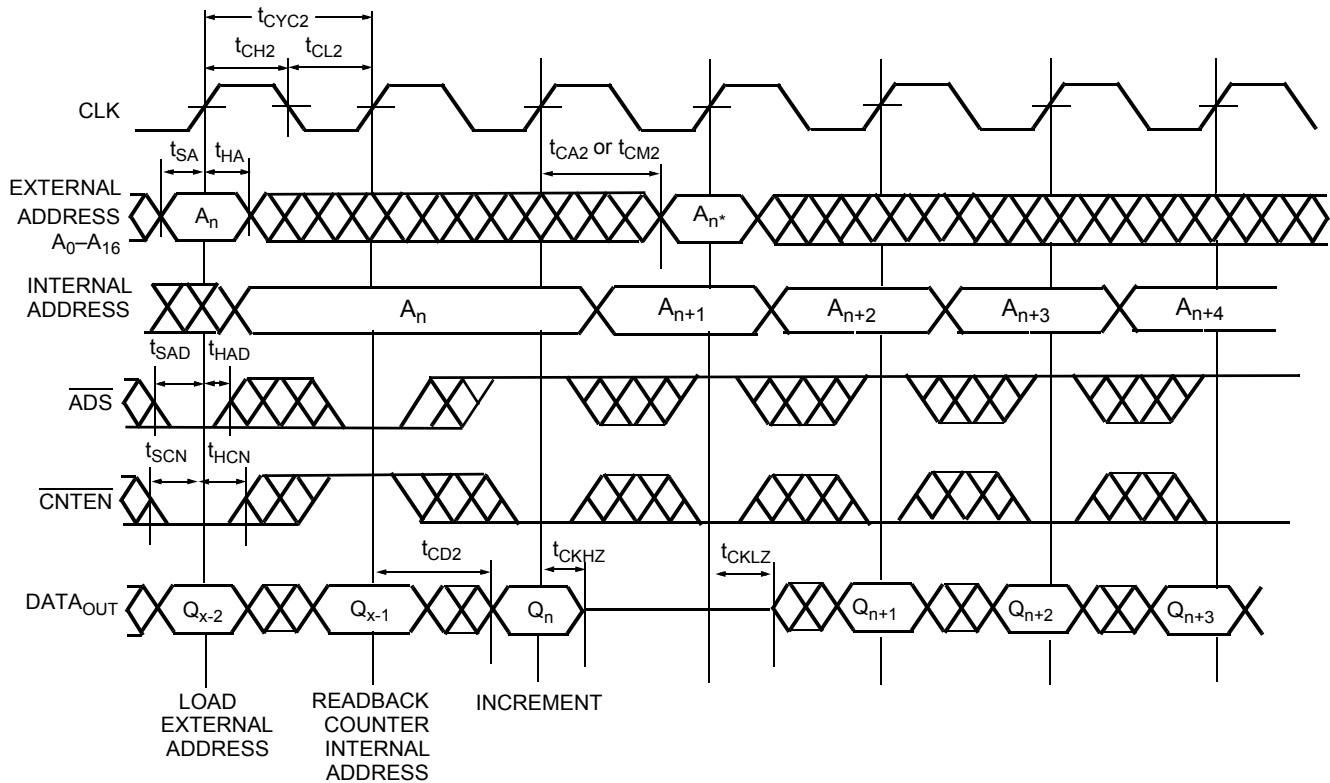 tCYC2
tCH2 tCL2
CLK
tSA tHA tCA2 or tCM2
EXTERNAL
ADDRESS An An*
A0–A16
INTERNAL
ADDRESS An An+1 An+2 An+3 An+4
tSAD tHAD
ADS
tSCN tHCN
CNTEN
tCD2 tCKHZ tCKLZ
DATAOUT Qx-2 Qx-1 Qn Qn+1 Qn+2 Qn+3
LOAD
EXTERNAL
ADDRESS
READBACK
COUNTER
INTERNAL
ADDRESS
INCREMENT